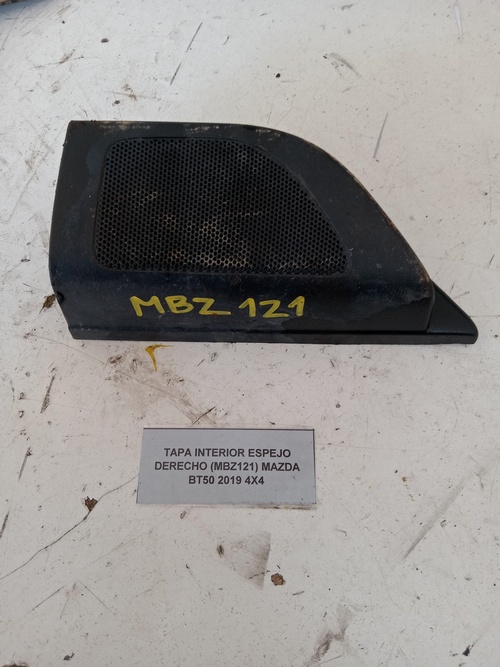 MBZ 121
TAPA INTERIOR ESPEJO
DERECHO (MBZ121) MAZDA
BT50 2019 4X4